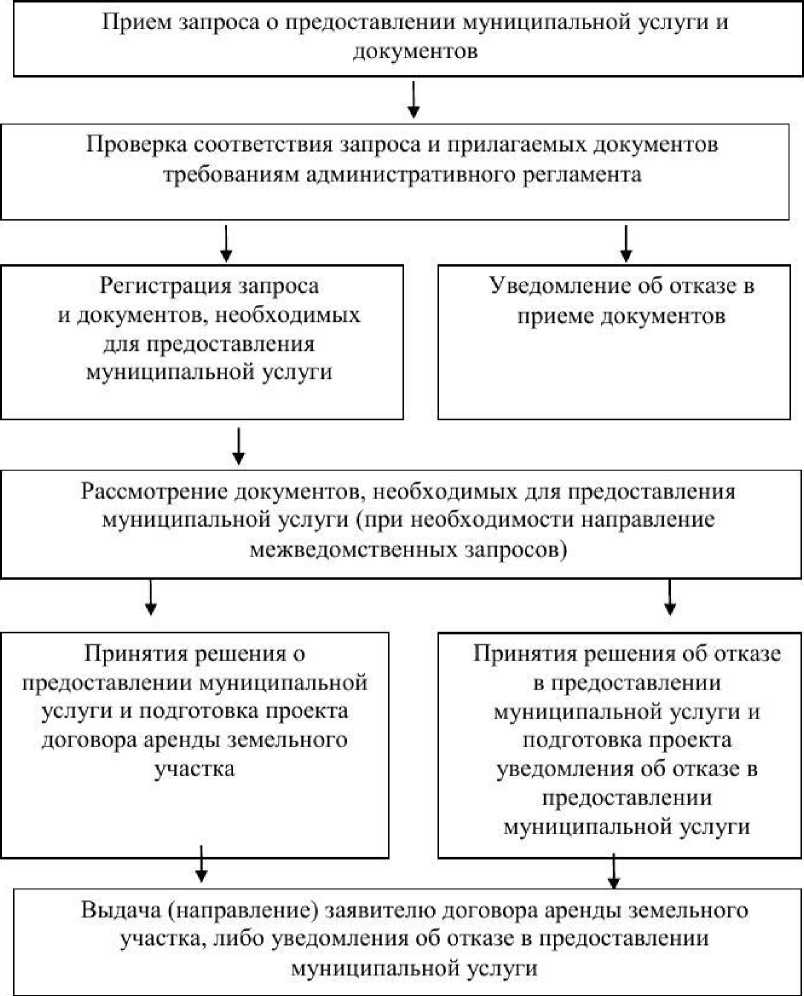 Прием запроса о предоставлении муниципальной услуги и
документов
Проверка соответствия запроса и прилагаемых документов
требованиям административного регламента
Регистрация запроса
и документов, необходимых
для предоставления
муниципальной услуги
Уведомление об отказе в
приеме документов
Рассмотрение документов, необходимых для предоставления
муниципальной услуги (при необходимости направление
межведомственных запросов)
Принятия решения о
предоставлении муниципальной
услуги и подготовка проекта
договора аренды земельного
участка
Принятия решения об отказе
в предоставлении
муниципальной услуги и
подготовка проекта
уведомления об отказе в
предоставлении
муниципальной услуги
Выдача (направление) заявителю договора аренды земельного
участка, либо уведомления об отказе в предоставлении
муниципальной услуги